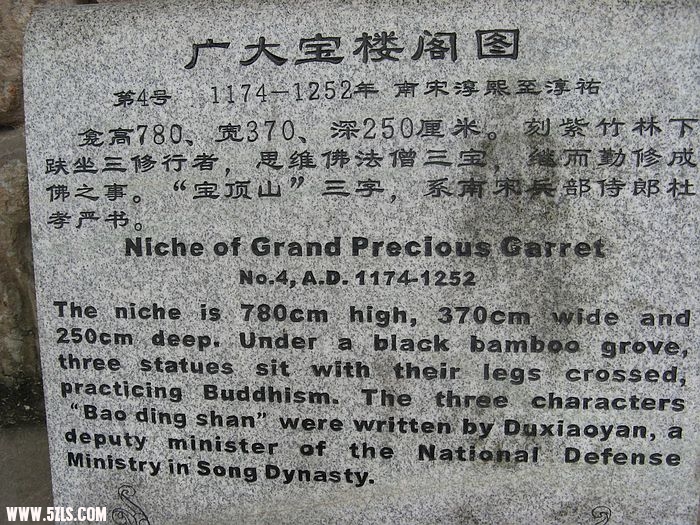 广大宝楼阁图
第4号 1174—1252年 南宋淳熙至淳祐
龛高780、宽370、深250厘米。刻紫竹林下
趺坐三修行者，思维佛法僧三宝，继而勤修成
佛之事。“宝顶山”三字，系南宋兵部侍郎杜
孝严书。
Niche of Grand Precious Garret
No.4, A.D. 1174-1252
The niche is 780cm high, 370cm wide and
250cm deep. Under a black bamboo grove,
three statues sit with their legs crossed,
practicing Buddhism. The three characters
“Bao ding shan” were written by Duxiaoyan, a
deputy minister of the National Defense
Ministry in Song Dynasty.
WWW.5ZLS.COM